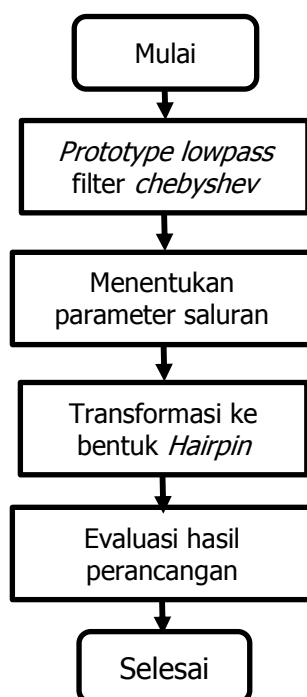 Mulai
Prototype lowpass
filter chebyshev
Menentukan
parameter saluran
Transformasi ke
bentuk Hairpin
Evaluasi hasil
perancangan
Selesai